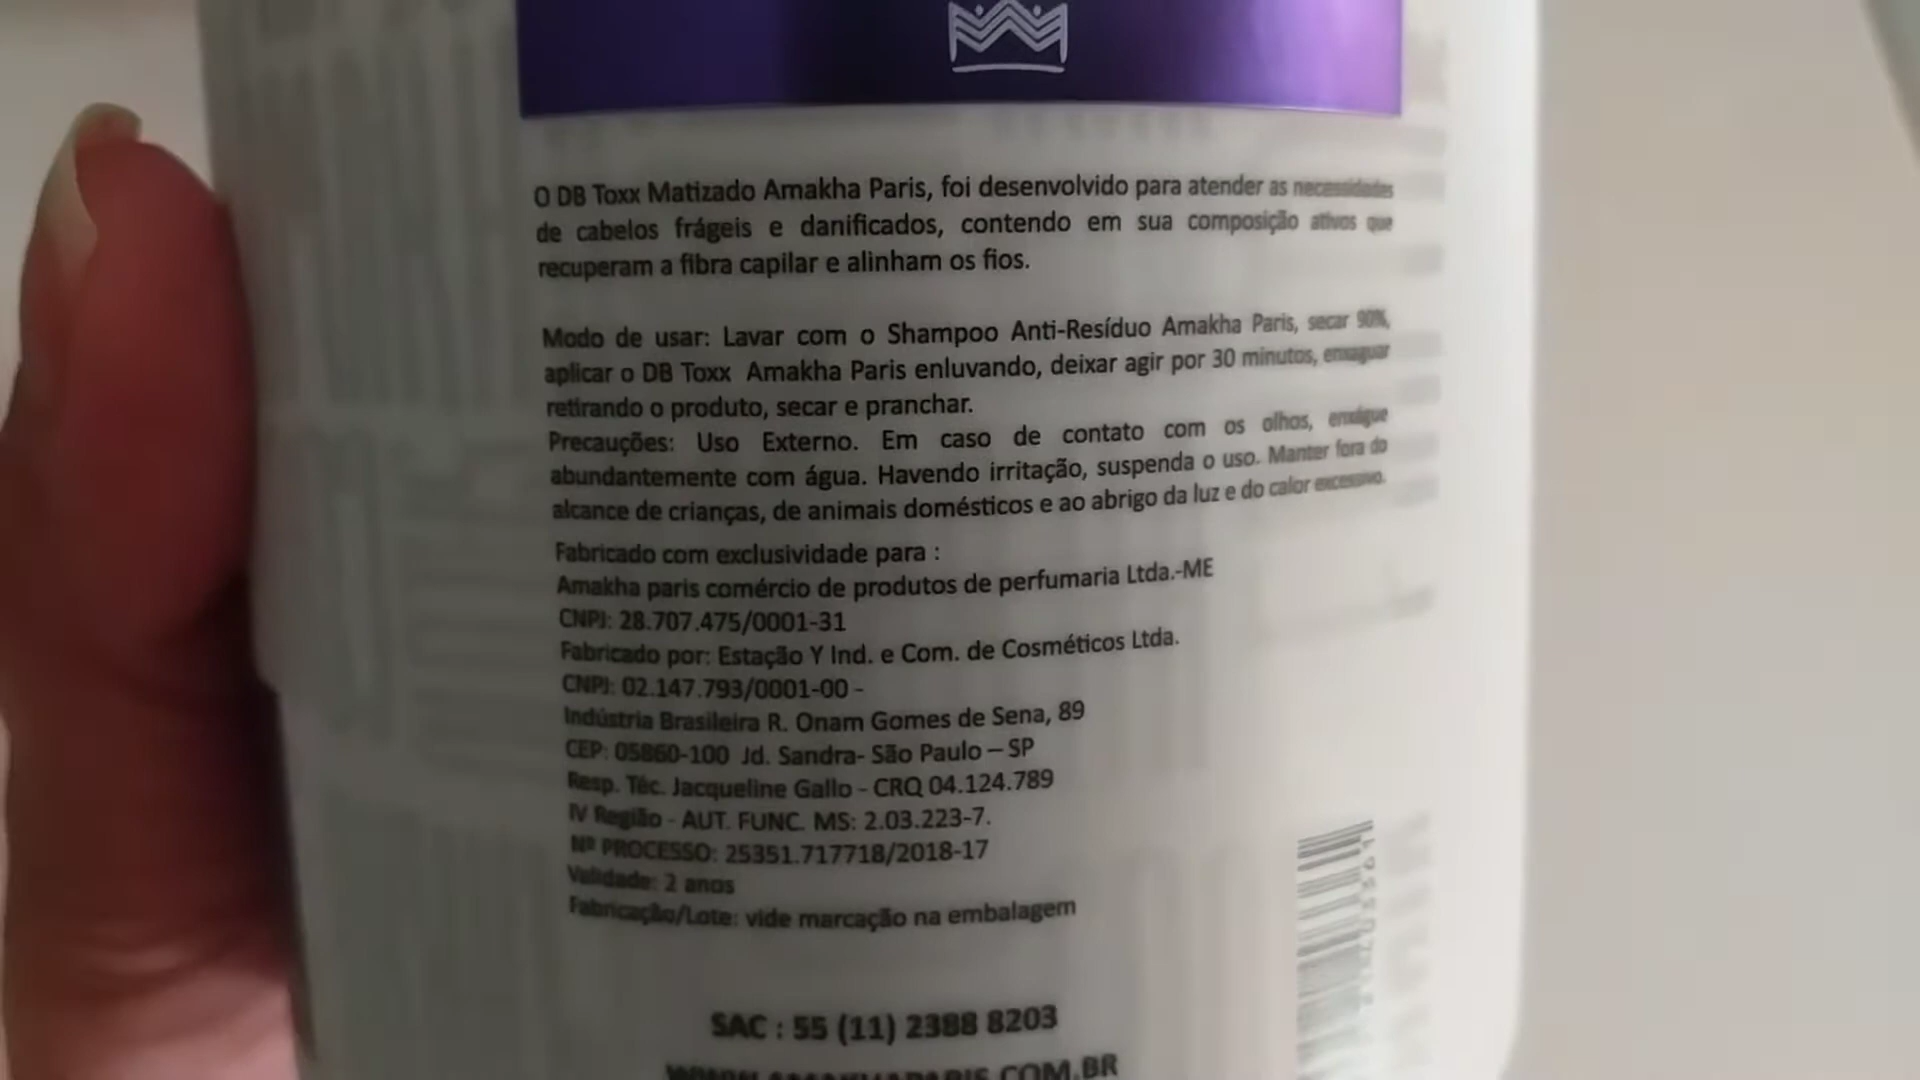 O DB Toxx Matizado Amakha Paris, foi desenvolvido para atender as necessidades
de cabelos frágeis e danificados, contendo em sua composição ativos que
recuperam a fibra capilar e alinham os fios.
Modo de usar: Lavar com o Shampoo Anti-Resíduo Amakha Paris, secar 90%,
aplicar o DB Toxx Amakha Paris enluvando, deixar agir por 30 minutos, enxaguar
retirando o produto, secar e pranchar.
Precauções: Uso Externo. Em caso de contato com os olhos, enxágue
abundantemente com água. Havendo irritação, suspenda o uso. Manter fora do
alcance de crianças, de animais domésticos e ao abrigo da luz e do calor excessivo.
Fabricado com exclusividade para :
Amakha paris comércio de produtos de perfumaria Ltda.-ME
CNPJ: 28.707.475/0001-31
Fabricado por: Estação Y Ind. e Com. de Cosméticos Ltda.
CNPJ: 02.147.793/0001-00 -
Indústria Brasileira R. Onam Gomes de Sena, 89
CEP: 05860-100 Jd. Sandra- São Paulo – SP
Resp. Téc. Jacqueline Gallo - CRQ 04.124.789
IV Região - AUT. FUNC. MS: 2.03.223-7.
Nº PROCESSO: 25351.717718/2018-17
Validade: 2 anos
Fabricação/Lote: vide marcação na embalagem
SAC : 55 (11) 2388 8203
WWW.AMAKHAPARIS.COM.BR